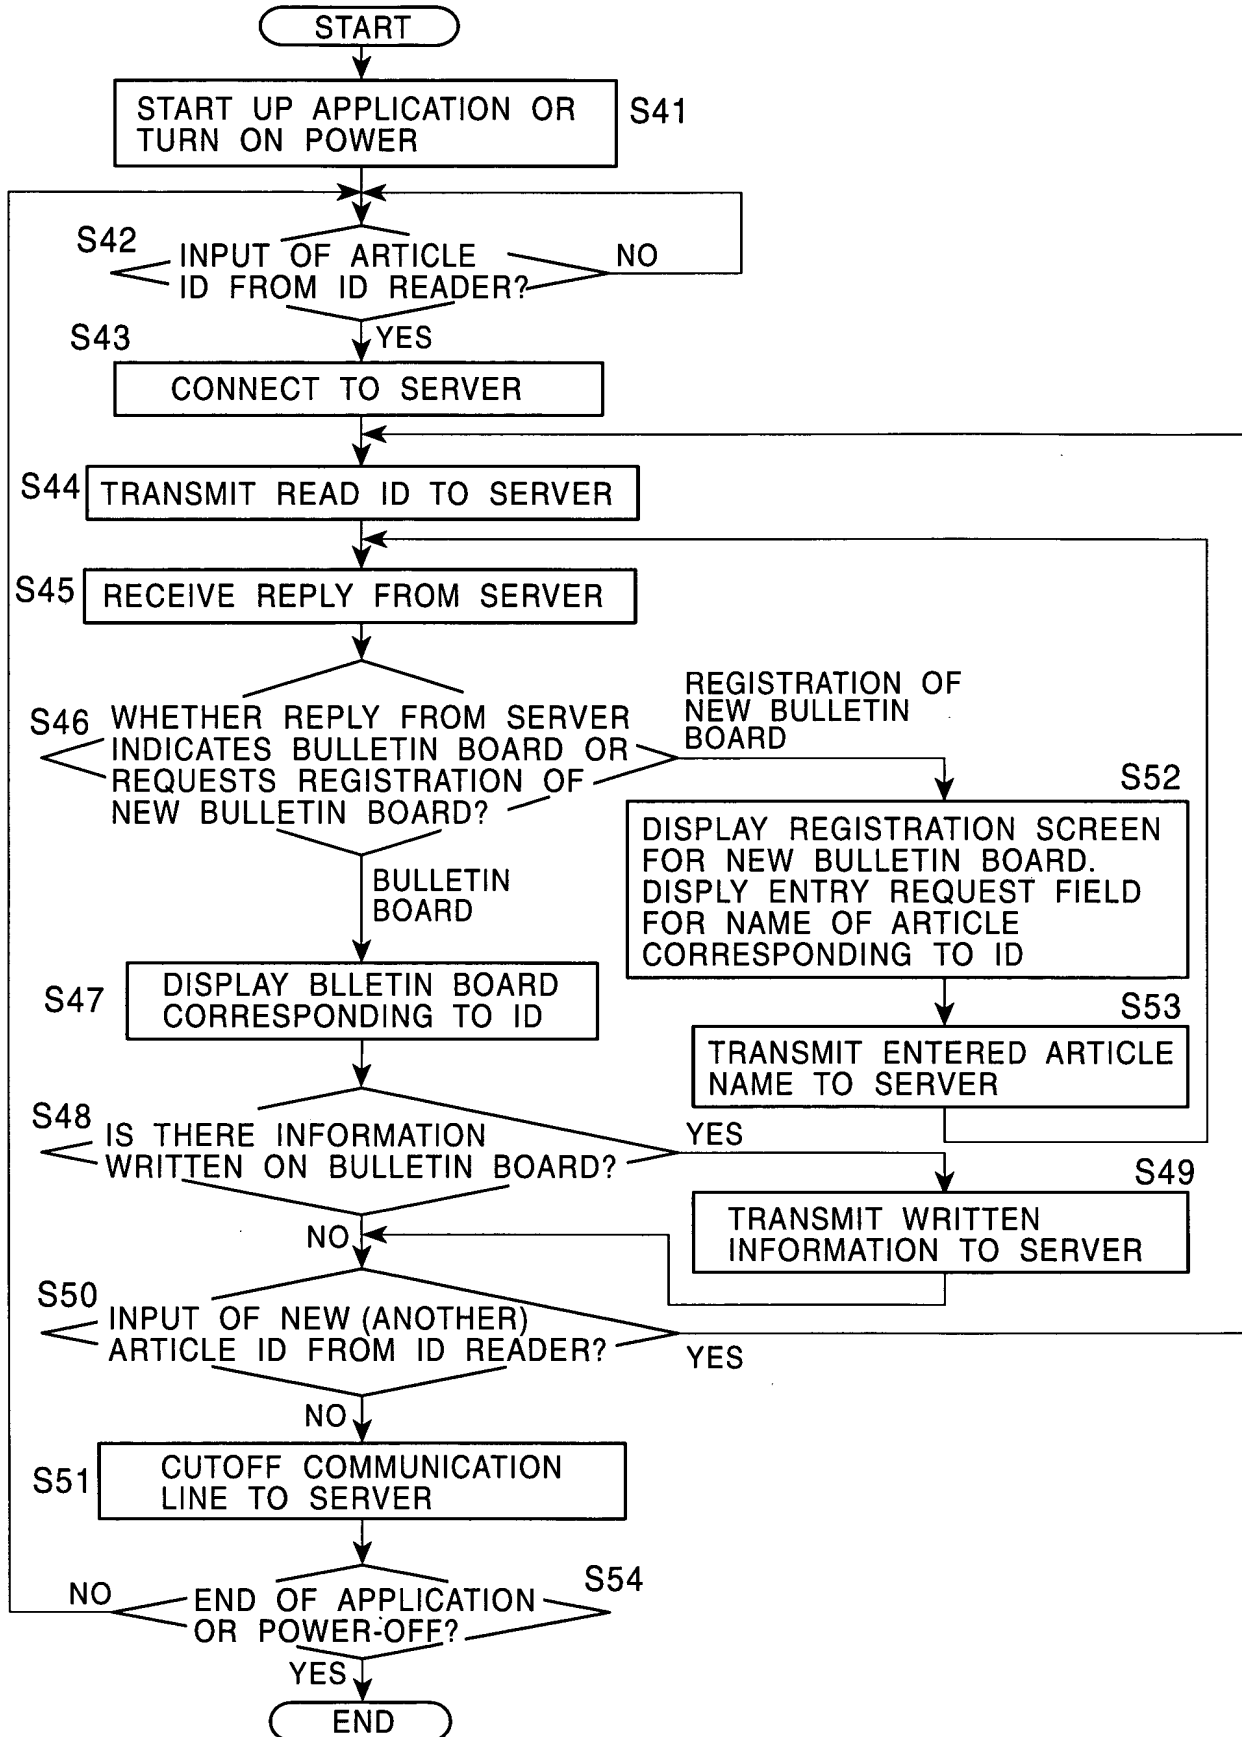 START
START UP APPLICATION OR
TURN ON POWER
S41
S42
INPUT OF ARTICLE
ID FROM ID READER?
NO
YES
S43
CONNECT TO SERVER
S44
TRANSMIT READ ID TO SERVER
S45
RECEIVE REPLY FROM SERVER
S46
WHETHER REPLY FROM SERVER
INDICATES BULLETIN BOARD OR
REQUESTS REGISTRATION OF
NEW BULLETIN BOARD?
REGISTRATION OF
NEW BULLETIN
BOARD
S52
DISPLAY REGISTRATION SCREEN
FOR NEW BULLETIN BOARD.
DISPLY ENTRY REQUEST FIELD
FOR NAME OF ARTICLE
CORRESPONDING TO ID
BULLETIN
BOARD
S47
DISPLAY BLLETIN BOARD
CORRESPONDING TO ID
S53
TRANSMIT ENTERED ARTICLE
NAME TO SERVER
S48
IS THERE INFORMATION
WRITTEN ON BULLETIN BOARD?
YES
S49
TRANSMIT WRITTEN
INFORMATION TO SERVER
NO
S50
INPUT OF NEW (ANOTHER)
ARTICLE ID FROM ID READER?
YES
NO
S51
CUTOFF COMMUNICATION
LINE TO SERVER
S54
END OF APPLICATION
OR POWER-OFF?
NO
YES
END